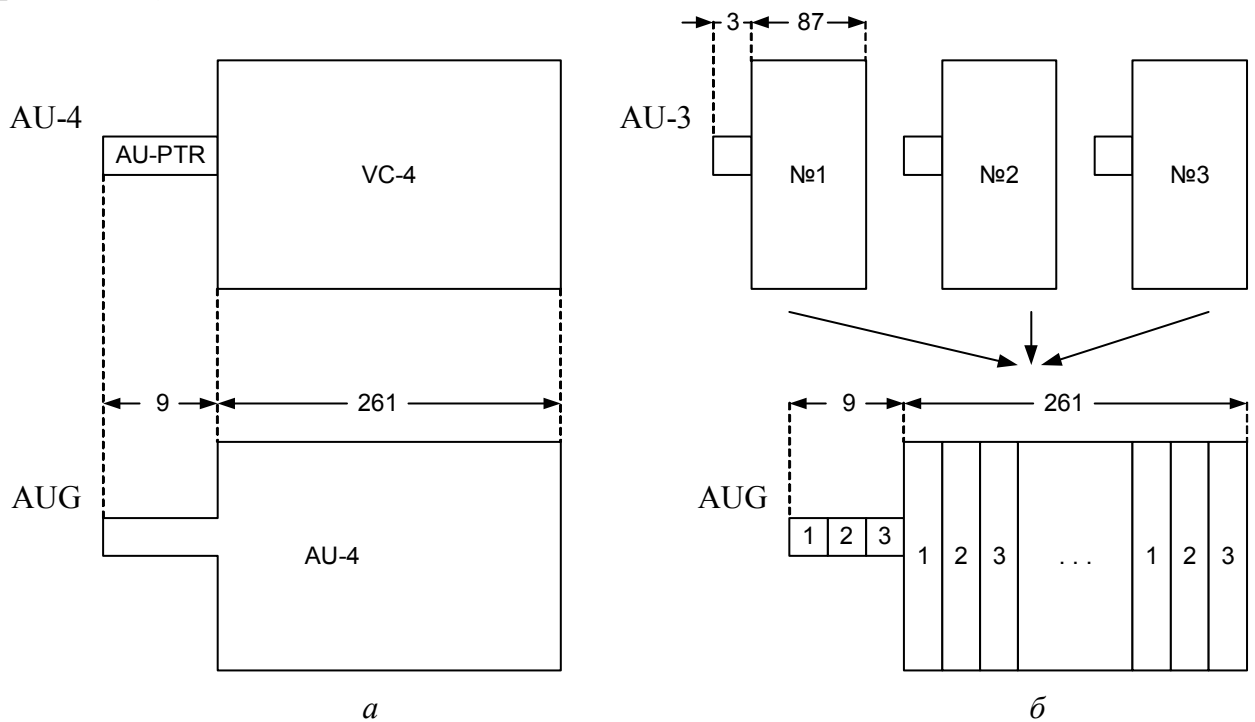 3 87
AU-4 AU-PTR VC-4 AU-3 №1 №2 №3
9 261 9 261
AUG AU-4 AUG 1 2 3 1 2 3 . . . 1 2 3
а б